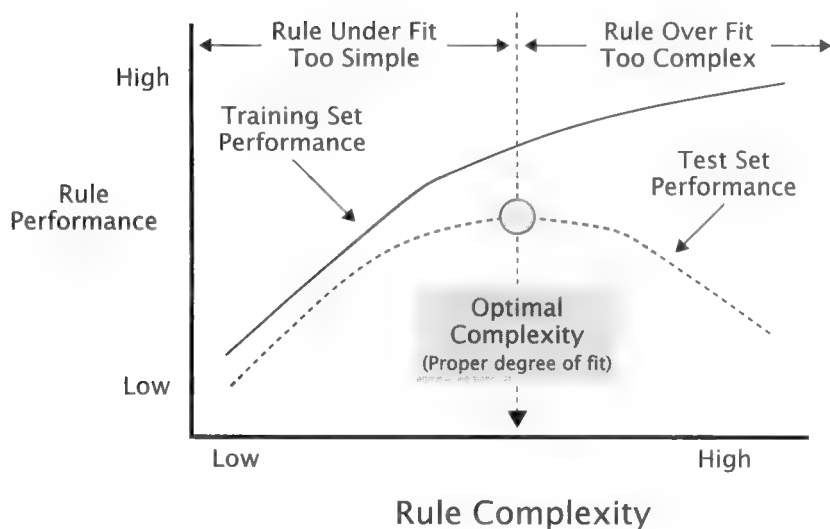 Rule Under Fit
Too Simple
Rule Over Fit
Too Complex
High
Training Set
Performance
Test Set
Performance
Rule
Performance
Optimal
Complexity
(Proper degree of fit)
Low
Low
High
Rule Complexity